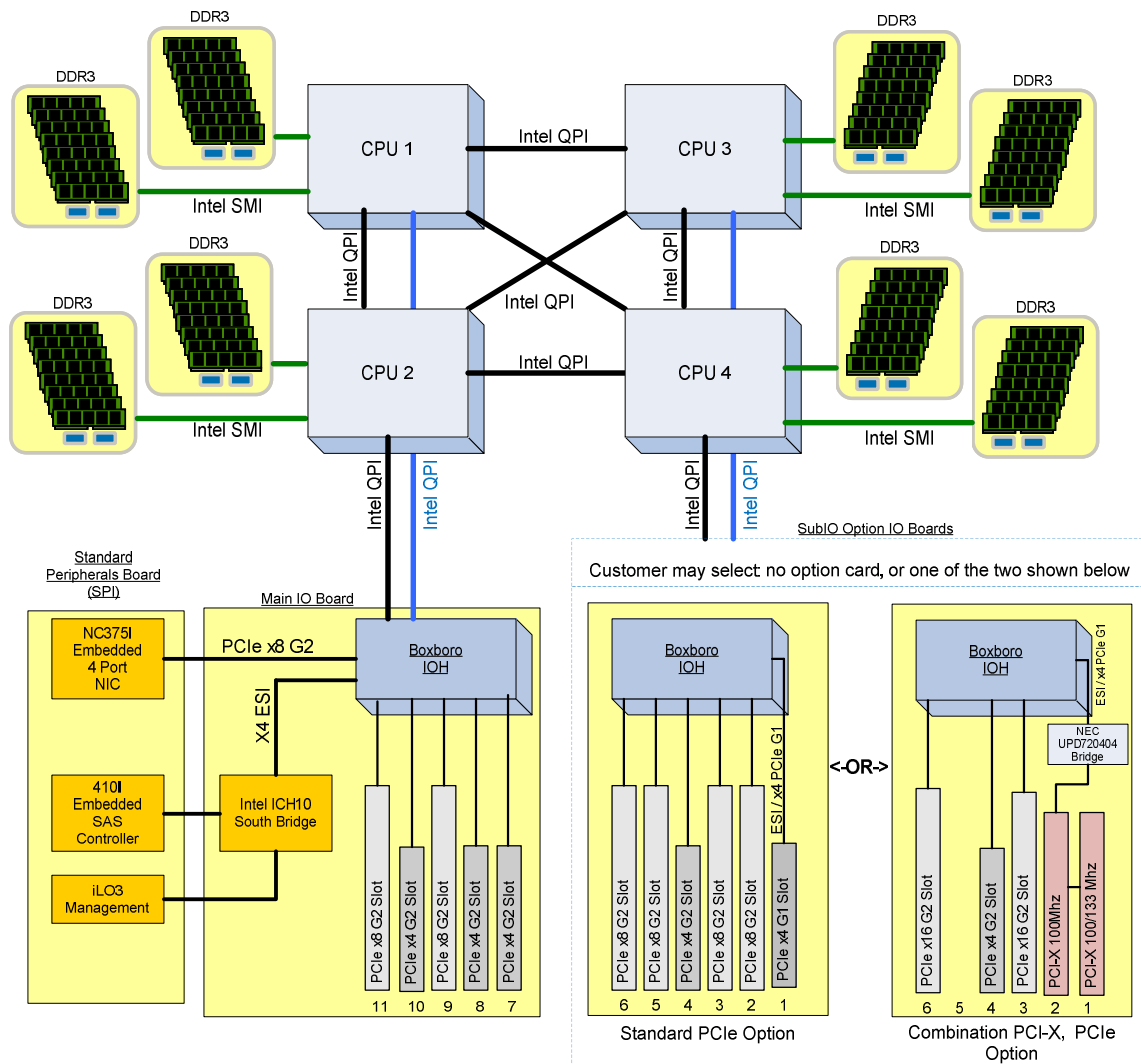 DDR3
DDR3
DDR3
DDR3
CPU 1
Intel QPI
CPU 3
Intel SMI
Intel SMI
Intel QPI
Intel QPI
Intel QPI
DDR3
DDR3
DDR3
DDR3
CPU 2
Intel QPI
CPU 4
Intel SMI
Intel SMI
Intel QPI
Intel QPI
Intel QPI
Intel QPI
SubIO Option IO Boards
Customer may select: no option card, or one of the two shown below
Standard
Peripherals Board
(SPI)
Main IO Board
NC375I
Embedded
4 Port
NIC
PCIe x8 G2
Boxboro
IOH
X4 ESI
410I
Embedded
SAS
Controller
Intel ICH10
South Bridge
iLO3
Management
PCIe x8 G2 Slot
PCIe x4 G2 Slot
PCIe x8 G2 Slot
PCIe x4 G2 Slot
PCIe x4 G2 Slot
11
10
9
8
7
Boxboro
IOH
ESI / x4 PCIe G1
PCIe x8 G2 Slot
PCIe x8 G2 Slot
PCIe x4 G2 Slot
PCIe x8 G2 Slot
PCIe x8 G2 Slot
PCIe x4 G1 Slot
6
5
4
3
2
1
Standard PCIe Option
<-OR->
Boxboro
IOH
ESI / x4 PCIe G1
NEC
UPD720404
Bridge
PCIe x16 G2 Slot
PCIe x4 G2 Slot
PCIe x16 G2 Slot
PCI-X 100Mhz
PCI-X 100/133 Mhz
6
5
4
3
2
1
Combination PCI-X, PCIe
Option